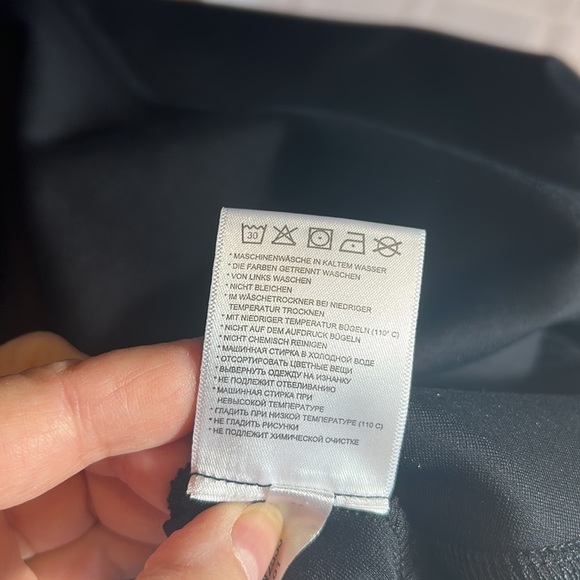 30
* MASCHINENWÄSCHE IN KALTEM WASSER
* DIE FARBEN GETRENNT WASCHEN
* VON LINKS WASCHEN
* NICHT BLEICHEN
* IM WÄSCHETROCKNER BEI NIEDRIGER
TEMPERATUR TROCKNEN
* MIT NIEDRIGER TEMPERATUR BÜGELN (110° C)
* NICHT AUF DEM AUFDRUCK BÜGELN
* NICHT CHEMISCH REINIGEN
* МАШИННАЯ СТИРКА В ХОЛОДНОЙ ВОДЕ
* ОТСОРТИРОВАТЬ ЦВЕТНЫЕ ВЕЩИ
* ВЫВЕРНУТЬ ОДЕЖДУ НА ИЗНАНКУ
* НЕ ПОДЛЕЖИТ ОТБЕЛИВАНИЮ
* МАШИННАЯ СТИРКА ПРИ
НЕВЫСОКОЙ ТЕМПЕРАТУРЕ
* ГЛАДИТЬ ПРИ НИЗКОЙ ТЕМПЕРАТУРЕ (110 C)
* НЕ ГЛАДИТЬ РИСУНКИ
* НЕ ПОДЛЕЖИТ ХИМИЧЕСКОЙ ОЧИСТКЕ